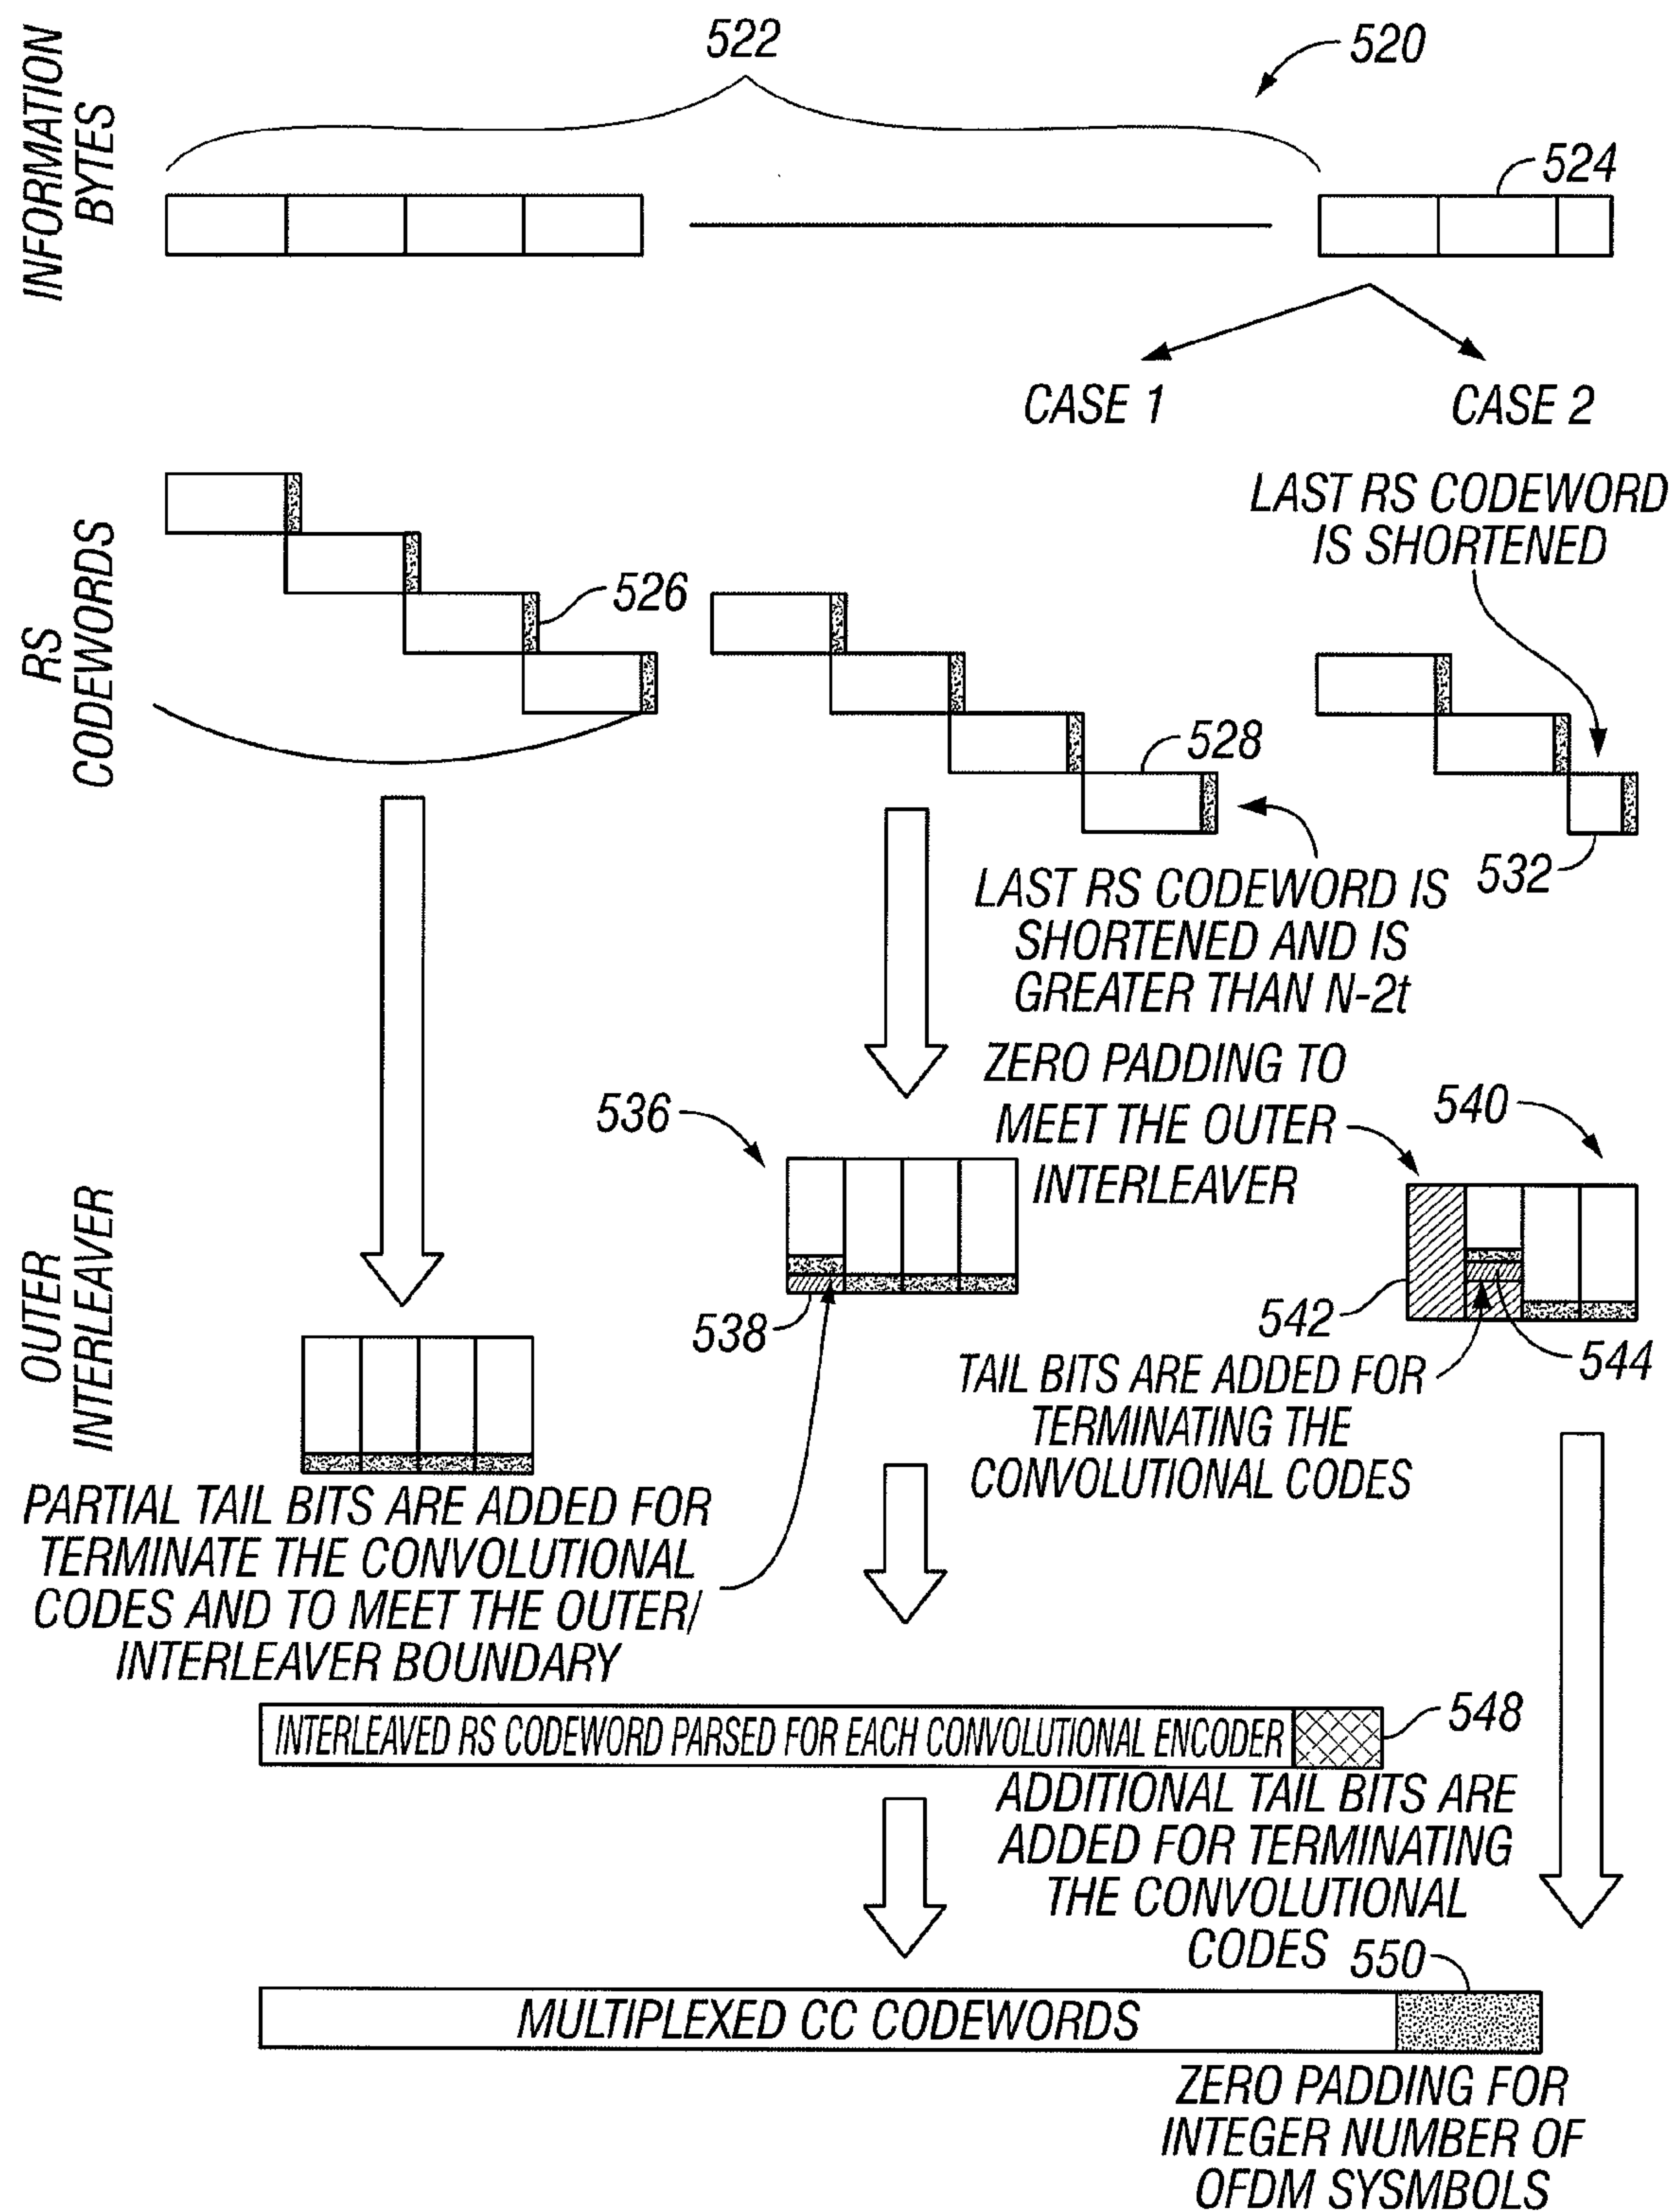 522
520
INFORMATION
BYTES
524
CASE 1
CASE 2
LAST RS CODEWORD
IS SHORTENED
RS
CODEWORDS
526
528
532
LAST RS CODEWORD IS
SHORTENED AND IS
GREATER THAN N-2t
ZERO PADDING TO
MEET THE OUTER
INTERLEAVER
536
540
OUTER
INTERLEAVER
538
542
544
TAIL BITS ARE ADDED FOR
TERMINATING THE
CONVOLUTIONAL CODES
PARTIAL TAIL BITS ARE ADDED FOR
TERMINATE THE CONVOLUTIONAL
CODES AND TO MEET THE OUTER/
INTERLEAVER BOUNDARY
INTERLEAVED RS CODEWORD PARSED FOR EACH CONVOLUTIONAL ENCODER
548
ADDITIONAL TAIL BITS ARE
ADDED FOR TERMINATING
THE CONVOLUTIONAL
CODES
550
MULTIPLEXED CC CODEWORDS
ZERO PADDING FOR
INTEGER NUMBER OF
OFDM SYSMBOLS